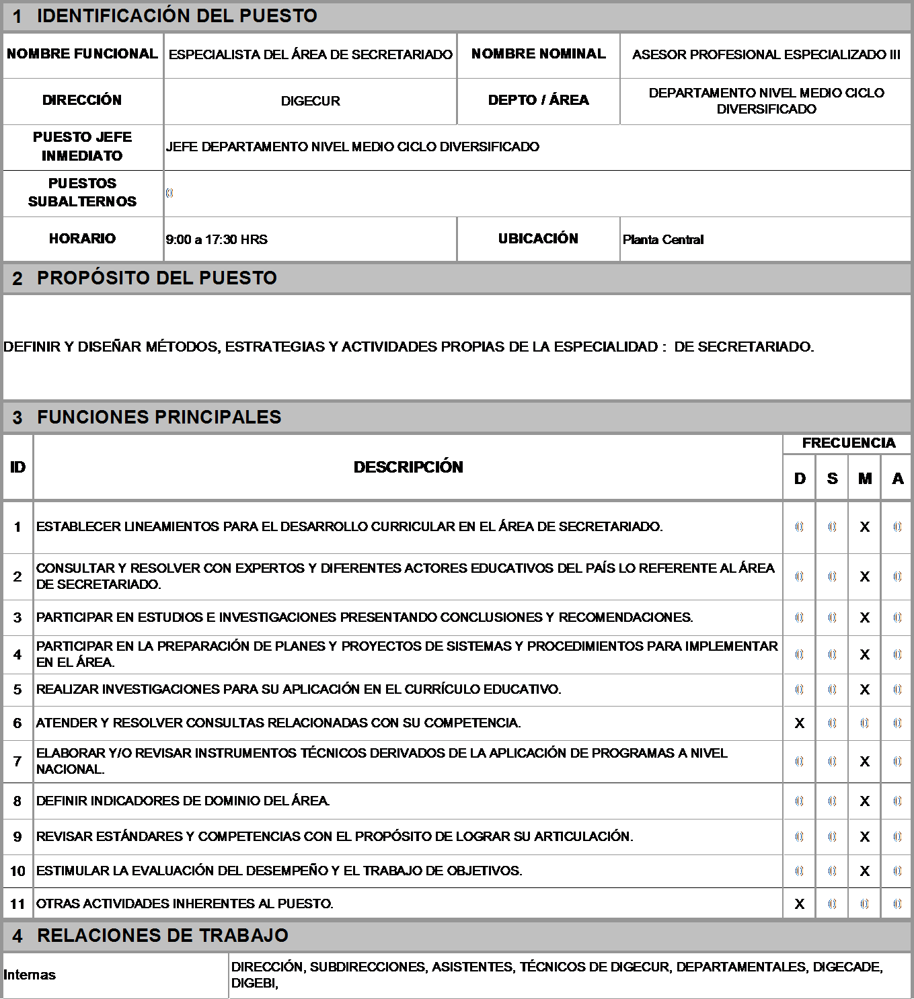 1 IDENTIFICACIÓN DEL PUESTO
NOMBRE FUNCIONAL ESPECIALISTA DEL ÁREA DE SECRETARIADO NOMBRE NOMINAL ASESOR PROFESIONAL ESPECIALIZADO III
DIRECCIÓN DIGECUR DEPTO / ÁREA DEPARTAMENTO NIVEL MEDIO CICLO
DIVERSIFICADO
PUESTO JEFE
INMEDIATO JEFE DEPARTAMENTO NIVEL MEDIO CICLO DIVERSIFICADO
PUESTOS
SUBALTERNOS 0
HORARIO 9:00 a 17:30 HRS UBICACIÓN Planta Central
2 PROPÓSITO DEL PUESTO
DEFINIR Y DISEÑAR MÉTODOS, ESTRATEGIAS Y ACTIVIDADES PROPIAS DE LA ESPECIALIDAD : DE SECRETARIADO.
3 FUNCIONES PRINCIPALES
ID DESCRIPCIÓN FRECUENCIA
D S M A
1 ESTABLECER LINEAMIENTOS PARA EL DESARROLLO CURRICULAR EN EL ÁREA DE SECRETARIADO. 0 0 X 0
2 CONSULTAR Y RESOLVER CON EXPERTOS Y DIFERENTES ACTORES EDUCATIVOS DEL PAÍS LO REFERENTE AL ÁREA
DE SECRETARIADO. 0 0 X 0
3 PARTICIPAR EN ESTUDIOS E INVESTIGACIONES PRESENTANDO CONCLUSIONES Y RECOMENDACIONES. 0 0 X 0
4 PARTICIPAR EN LA PREPARACIÓN DE PLANES Y PROYECTOS DE SISTEMAS Y PROCEDIMIENTOS PARA IMPLEMENTAR
EN EL ÁREA. 0 0 X 0
5 REALIZAR INVESTIGACIONES PARA SU APLICACIÓN EN EL CURRÍCULO EDUCATIVO. 0 0 X 0
6 ATENDER Y RESOLVER CONSULTAS RELACIONADAS CON SU COMPETENCIA. X 0 0 0
7 ELABORAR Y/O REVISAR INSTRUMENTOS TÉCNICOS DERIVADOS DE LA APLICACIÓN DE PROGRAMAS A NIVEL
NACIONAL. 0 0 X 0
8 DEFINIR INDICADORES DE DOMINIO DEL ÁREA. 0 0 X 0
9 REVISAR ESTÁNDARES Y COMPETENCIAS CON EL PROPÓSITO DE LOGRAR SU ARTICULACIÓN. 0 0 X 0
10 ESTIMULAR LA EVALUACIÓN DEL DESEMPEÑO Y EL TRABAJO DE OBJETIVOS. 0 0 X 0
11 OTRAS ACTIVIDADES INHERENTES AL PUESTO. X 0 0 0
4 RELACIONES DE TRABAJO
Internas DIRECCIÓN, SUBDIRECCIONES, ASISTENTES, TÉCNICOS DE DIGECUR, DEPARTAMENTALES, DIGECADE,
DIGEBI,